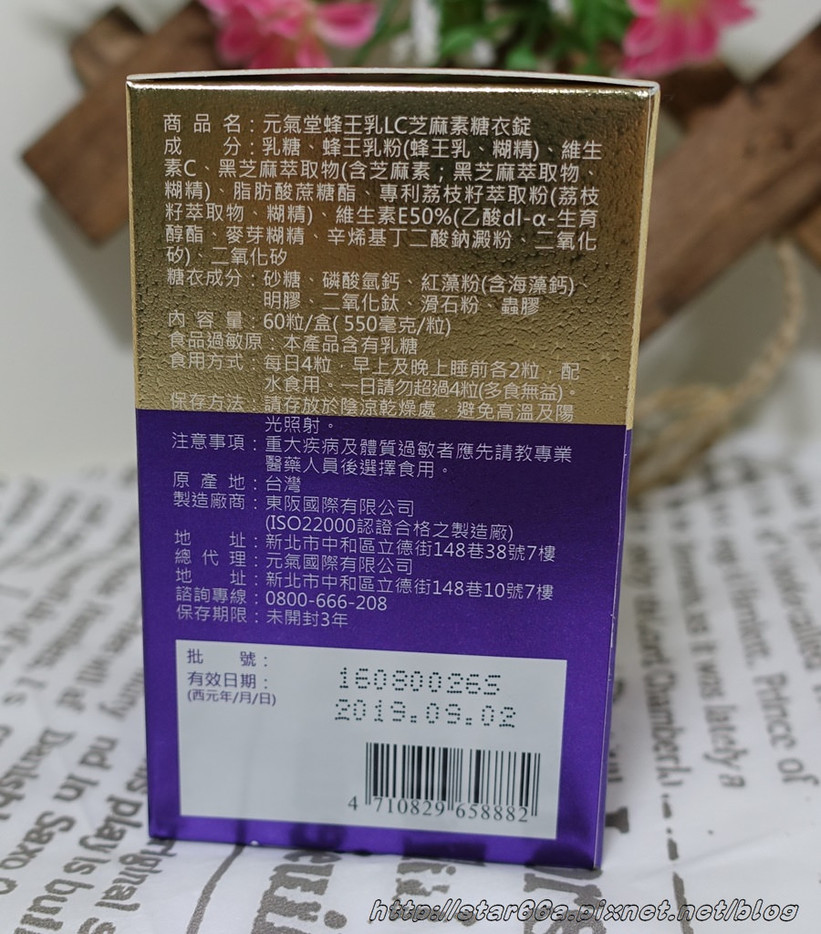 商品名：元氣堂蜂王乳LC芝麻素糖衣錠
成分：乳糖、蜂王乳粉(蜂王乳、糊精)、維生
素C、黑芝麻萃取物(含芝麻素；黑芝麻萃取物、
糊精)、脂肪酸蔗糖酯、專利荔枝籽萃取粉(荔枝
籽萃取物、糊精)、維生素E50%(乙酸dl-α-生育
醇酯、麥芽糊精、辛烯基丁二酸鈉澱粉、二氧化
矽)、二氧化矽
糖衣成分：砂糖、磷酸氫鈣、紅藻粉(含海藻鈣)、
明膠、二氧化鈦、滑石粉、蟲膠
內容量：60粒/盒(550毫克/粒)
食品過敏原：本產品含有乳糖
食用方式：每日4粒，早上及晚上睡前各2粒，配
水食用，一日請勿超過4粒(多食無益)。
保存方法：請存放於陰涼乾燥處，避免高溫及陽
光照射。
注意事項：重大疾病及體質過敏者應先請教專業
醫藥人員後選擇食用。
原產地：台灣
製造廠商：東阪國際有限公司
(ISO22000認證合格之製造廠)
地址：新北市中和區立德街148巷38號7樓
總代理：元氣國際有限公司
地址：新北市中和區立德街148巷10號7樓
諮詢專線：0800-666-208
保存期限：未開封3年
批號：
160800265
有效日期：
(西元年/月/日)
2019.09.02
4 710829 658882
http://star66a.pixnet.net/blog